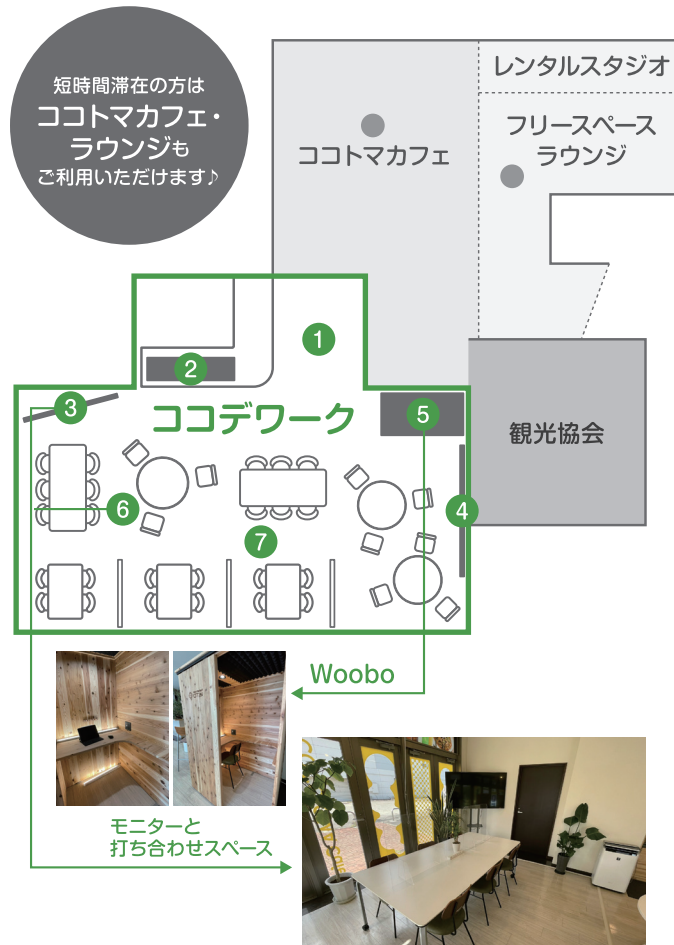 短時間滞在の方は
ココトマカフェ・
ラウンジも
ご利用いただけます♪
レンタルスタジオ
フリースペース
ラウンジ
ココトマカフェ
1
2
3
ココデワーク
5
観光協会
4
6
7
Woobo
モニターと
打ち合わせスペース